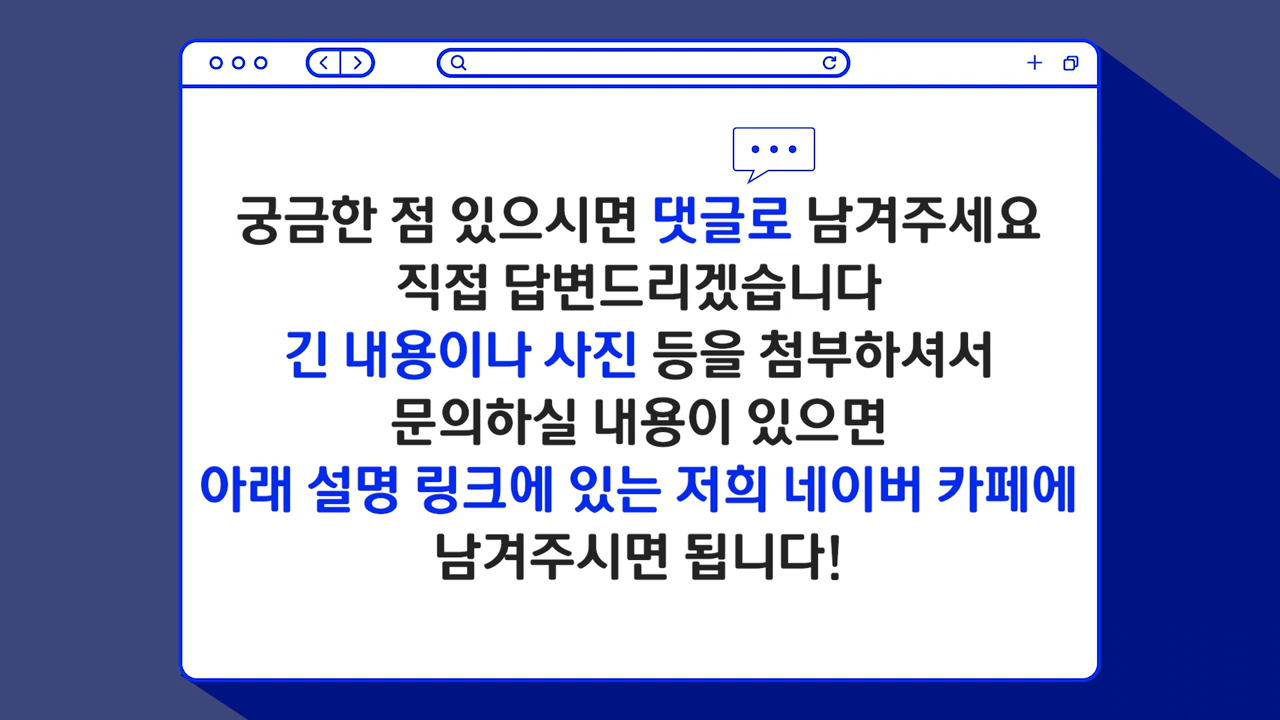 궁금한 점 있으시면 댓글로 남겨주세요
직접 답변드리겠습니다
긴 내용이나 사진 등을 첨부하셔서
문의하실 내용이 있으면
아래 설명 링크에 있는 저희 네이버 카페에
남겨주시면 됩니다!